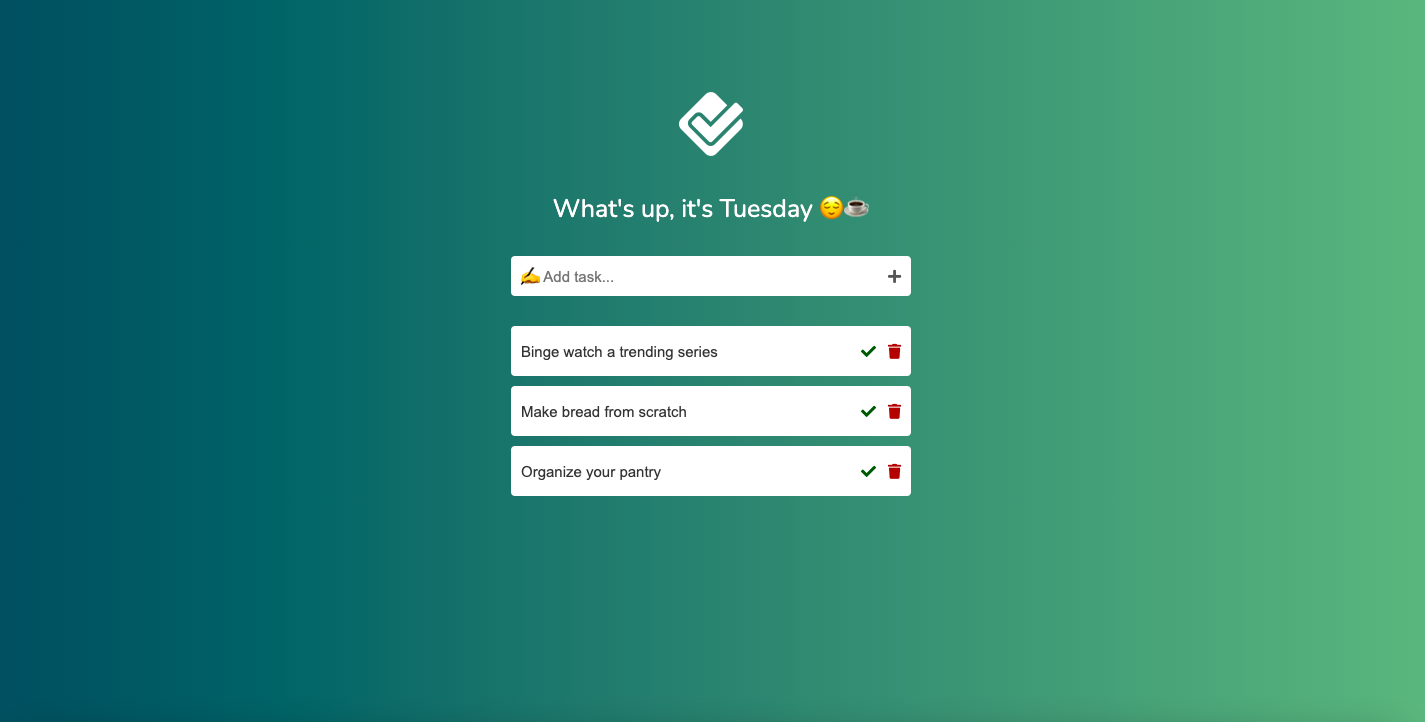 What's up, it's Tuesday 😌☕
✍️ Add task...
Binge watch a trending series
Make bread from scratch
Organize your pantry